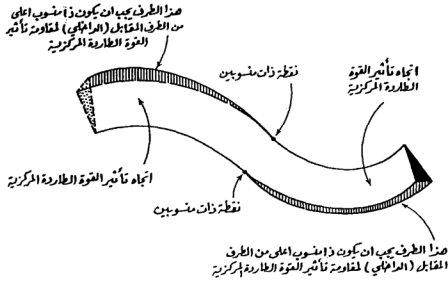 هذا الطرف يجب ان يكون ذا منسوب اعلى
من الطرف المقابل (الداخلي) لمقاومة تأثير
القوة الطاردة المركزية
نقطة ذات منسوبين
اتجاه تأثير القوة
الطاردة المركزية
اتجاه تأثير القوة الطاردة المركزية
نقطة ذات منسوبين
هذا الطرف يجب ان يكون ذا منسوب اعلى من الطرف
المقابل (الداخلي) لمقاومة تأثير القوة الطاردة المركزية